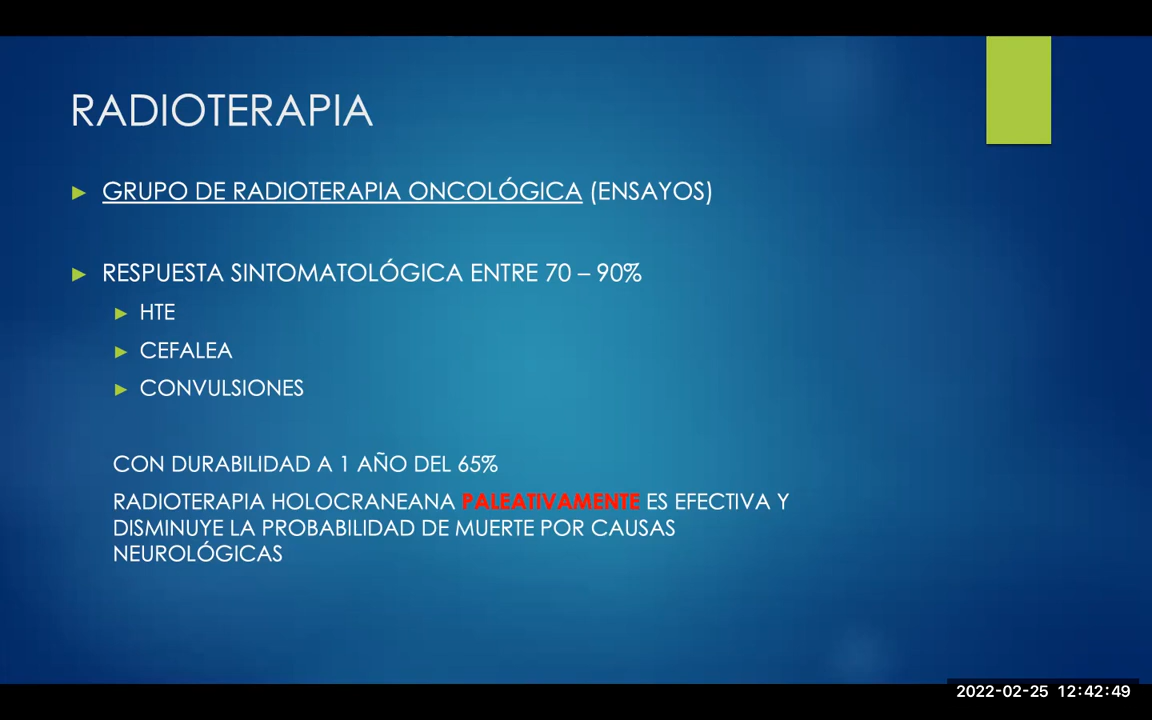 RADIOTERAPIA
GRUPO DE RADIOTERAPIA ONCOLÓGICA (ENSAYOS)
RESPUESTA SINTOMATOLÓGICA ENTRE 70 – 90%
HTE
CEFALEA
CONVULSIONES
CON DURABILIDAD A 1 AÑO DEL 65%
RADIOTERAPIA HOLOCRANEANA PALEATIVAMENTE ES EFECTIVA Y
DISMINUYE LA PROBABILIDAD DE MUERTE POR CAUSAS
NEUROLÓGICAS
2022-02-25 12:42:49